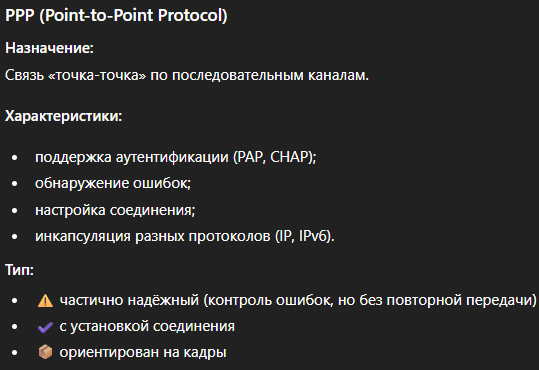 PPP (Point-to-Point Protocol)
Назначение:
Связь «точка-точка» по последовательным каналам.
Характеристики:
• поддержка аутентификации (PAP, CHAP);
• обнаружение ошибок;
• настройка соединения;
• инкапсуляция разных протоколов (IP, IPv6).
Тип:
• ⚠️ частично надёжный (контроль ошибок, но без повторной передачи)
• ✔️ с установкой соединения
• 📦 ориентирован на кадры